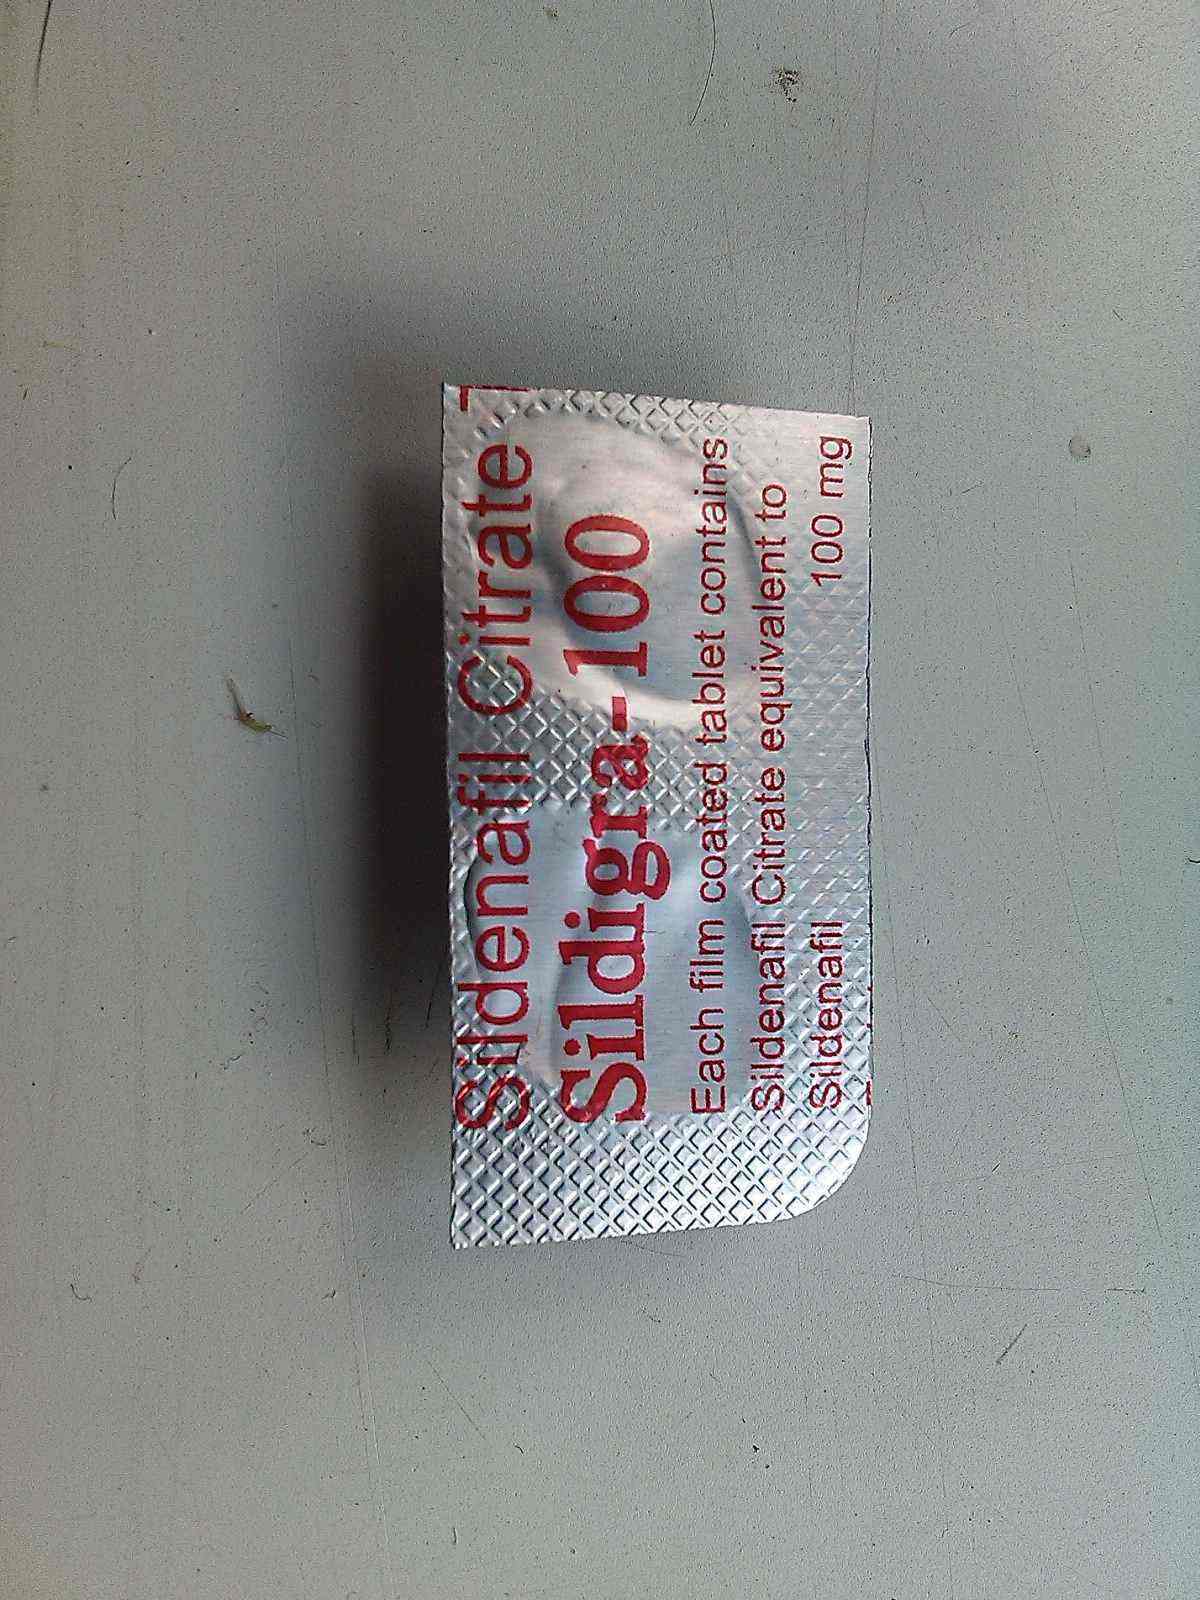 Sildenafil Citrate
Sildigra-100
Each film coated tablet contains
Sildenafil Citrate equivalent to
Sildenafil 100 mg